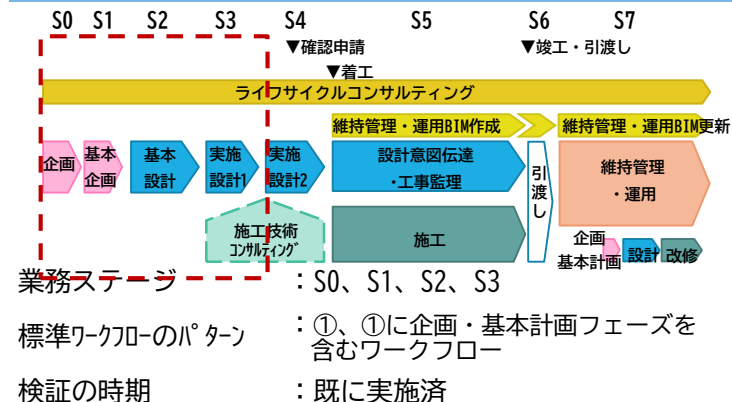 S0 S1 S2 S3 S4 S5 S6 S7
▼確認申請 ▼竣工・引渡し
▼着工
ライフサイクルコンサルティング
維持管理・運用BIM作成 維持管理・運用BIM更新
企画
基本
企画
基本
設計
実施
設計1
実施
設計2
設計意図伝達
・工事監理
引
渡
し
維持管理
・運用
施工技術
コンサルティング
施工
企画
基本計画
設計
改修
業務ステージ :S0、S1、S2、S3
標準ワークフローのパターン :①、①に企画・基本計画フェーズを
含むワークフロー
検証の時期 :既に実施済